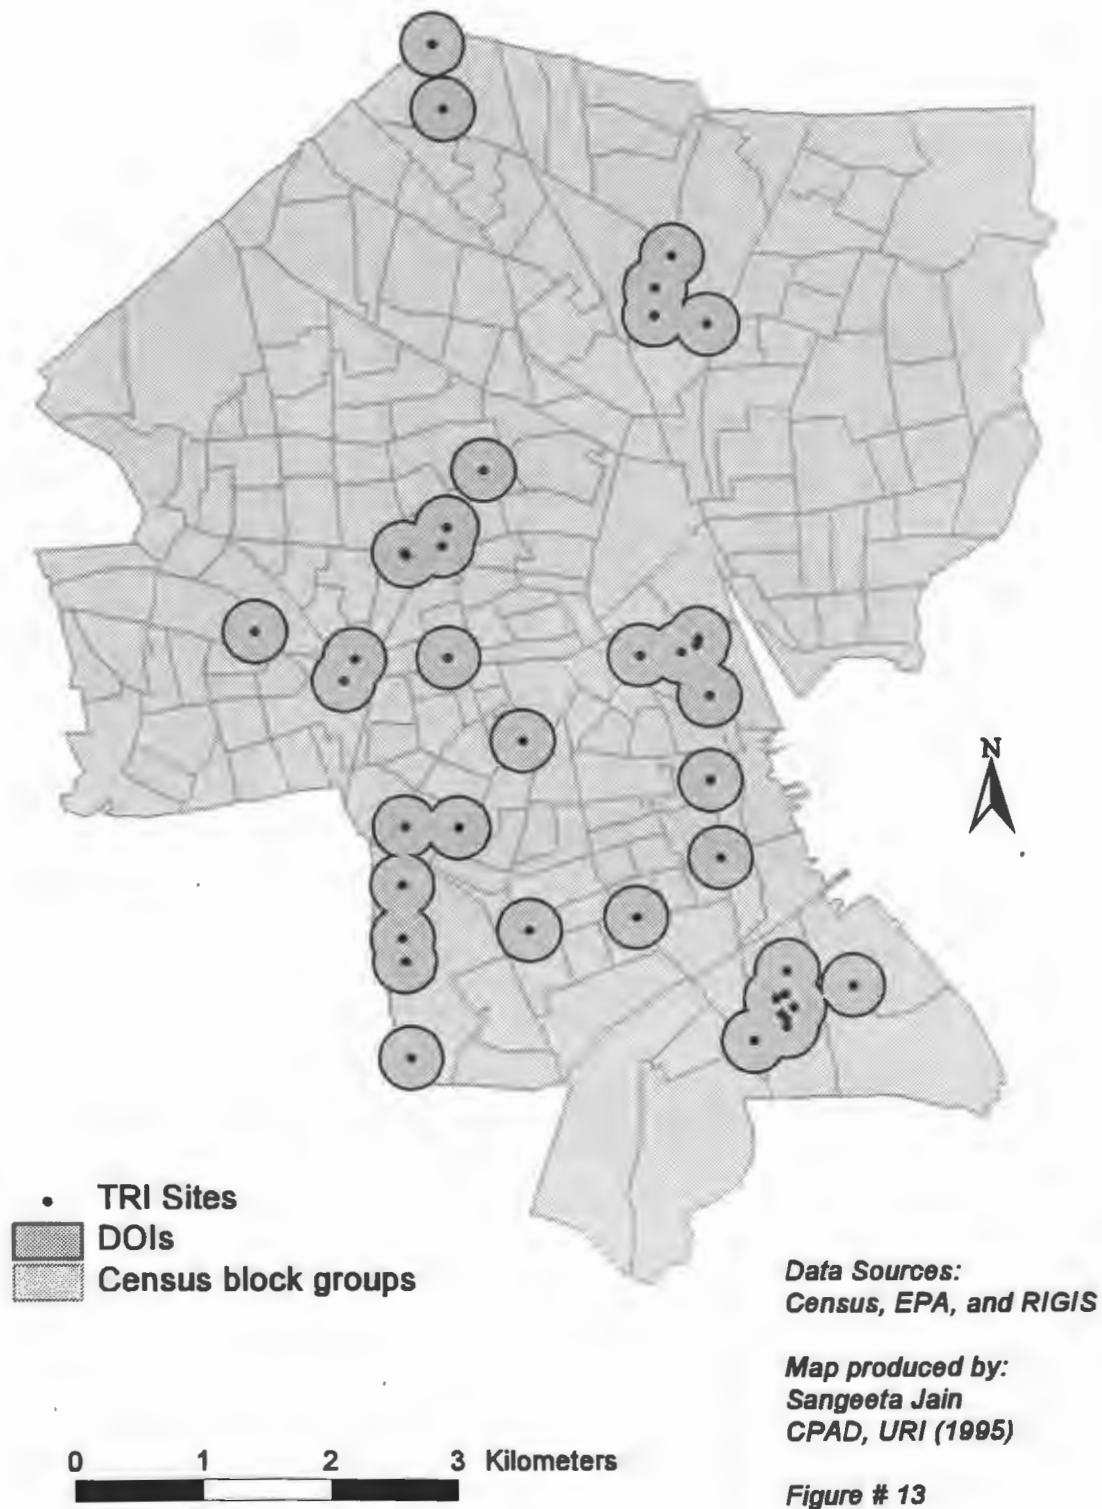 N
TRI Sites
DOIs
Census block groups
Data Sources:
Census, EPA, and RIGIS
Map produced by:
Sangeeta Jain
CPAD, URI (1995)
0 1 2 3 Kilometers
Figure # 13